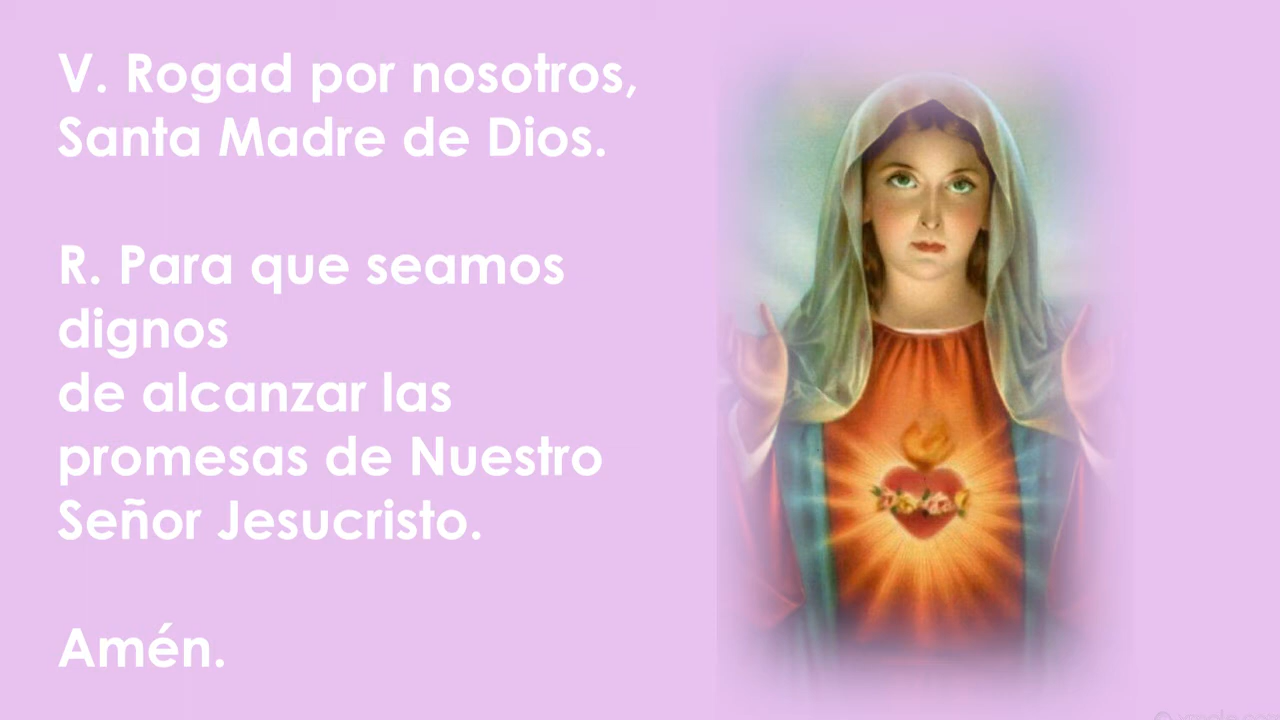 V. Rogad por nosotros,
Santa Madre de Dios.
R. Para que seamos
dignos
de alcanzar las
promesas de Nuestro
Señor Jesucristo.
Amén.